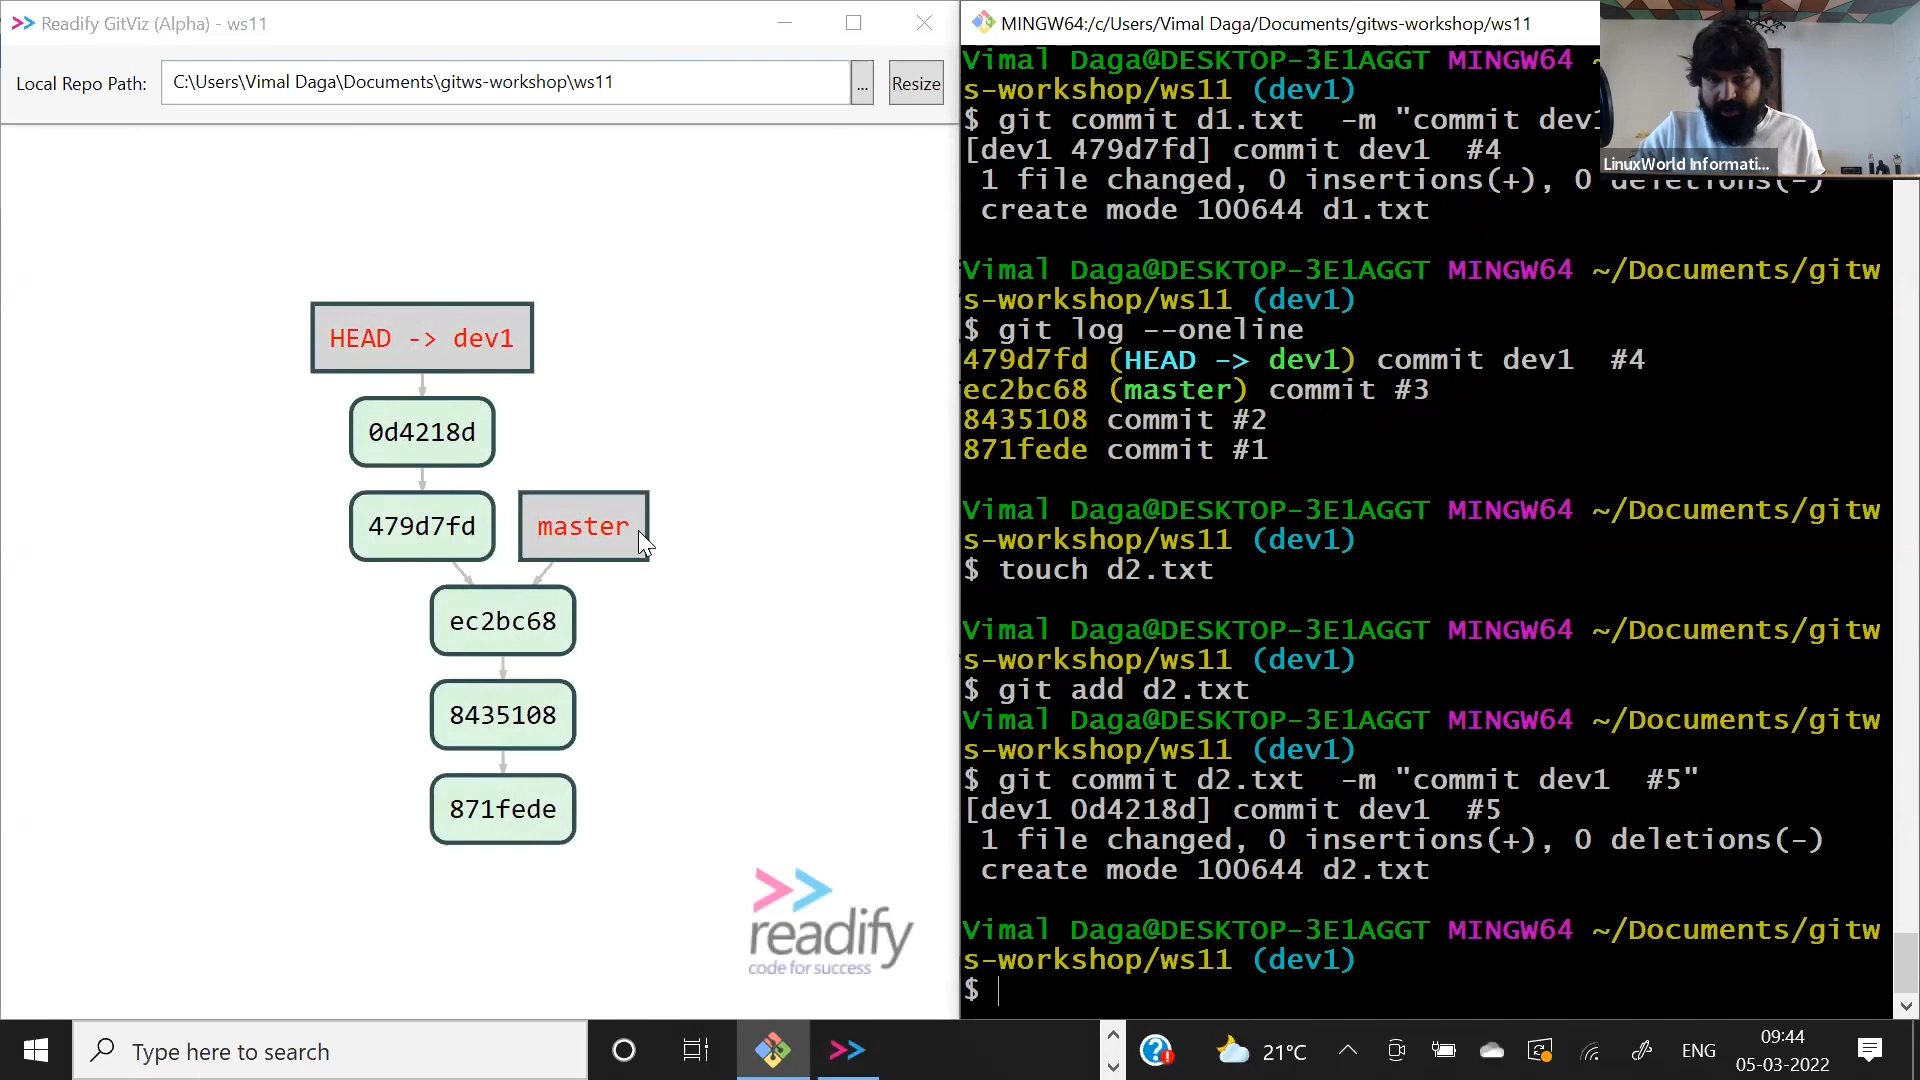 Readify GitViz (Alpha) - ws11
Local Repo Path:
C:\Users\Vimal Daga\Documents\gitws-workshop\ws11
...
Resize
HEAD -> dev1
0d4218d
479d7fd
master
ec2bc68
8435108
871fede
readify
code for success
MINGW64:/c/Users/Vimal Daga/Documents/gitws-workshop/ws11
Vimal Daga@DESKTOP-3E1AGGT MINGW64
s-workshop/ws11 (dev1)
$ git commit d1.txt  -m "commit dev1
[dev1 479d7fd] commit dev1  #4
 1 file changed, 0 insertions(+), 0 deletions(-)
 create mode 100644 d1.txt
Vimal Daga@DESKTOP-3E1AGGT MINGW64 ~/Documents/gitw
s-workshop/ws11 (dev1)
$ git log --oneline
479d7fd (HEAD -> dev1) commit dev1  #4
ec2bc68 (master) commit #3
8435108 commit #2
871fede commit #1
Vimal Daga@DESKTOP-3E1AGGT MINGW64 ~/Documents/gitw
s-workshop/ws11 (dev1)
$ touch d2.txt
Vimal Daga@DESKTOP-3E1AGGT MINGW64 ~/Documents/gitw
s-workshop/ws11 (dev1)
$ git add d2.txt
Vimal Daga@DESKTOP-3E1AGGT MINGW64 ~/Documents/gitw
s-workshop/ws11 (dev1)
$ git commit d2.txt  -m "commit dev1  #5"
[dev1 0d4218d] commit dev1  #5
 1 file changed, 0 insertions(+), 0 deletions(-)
 create mode 100644 d2.txt
Vimal Daga@DESKTOP-3E1AGGT MINGW64 ~/Documents/gitw
s-workshop/ws11 (dev1)
$
LinuxWorld Informati...
Type here to search
21°C
ENG
09:44
05-03-2022